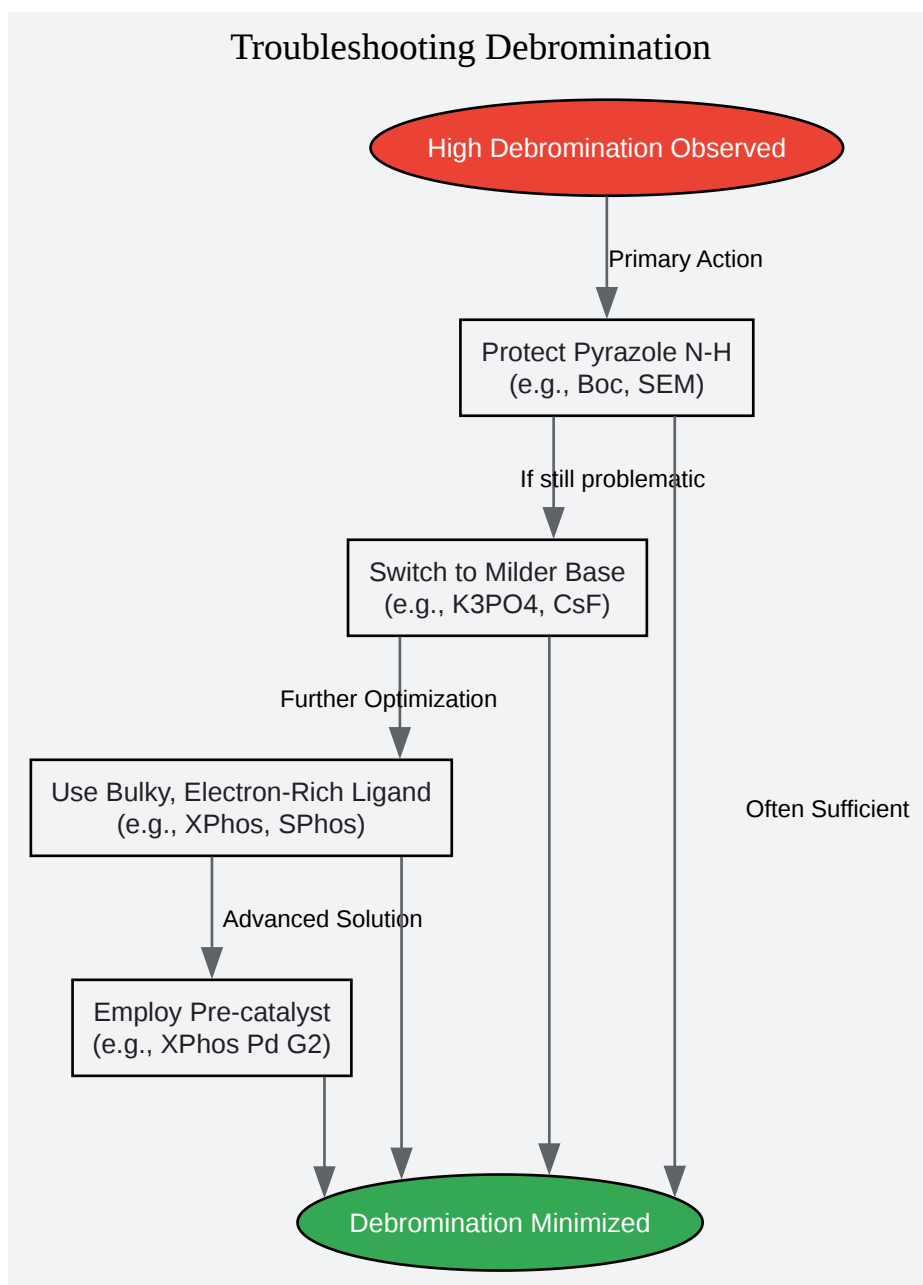 Troubleshooting Debromination
High Debromination Observed
Primary Action
Protect Pyrazole N-H
(e.g., Boc, SEM)
If still problematic
Switch to Milder Base
(e.g., K3PO4, CsF)
Further Optimization
Use Bulky, Electron-Rich Ligand
(e.g., XPhos, SPhos)
Often Sufficient
Advanced Solution
Employ Pre-catalyst
(e.g., XPhos Pd G2)
Debromination Minimized